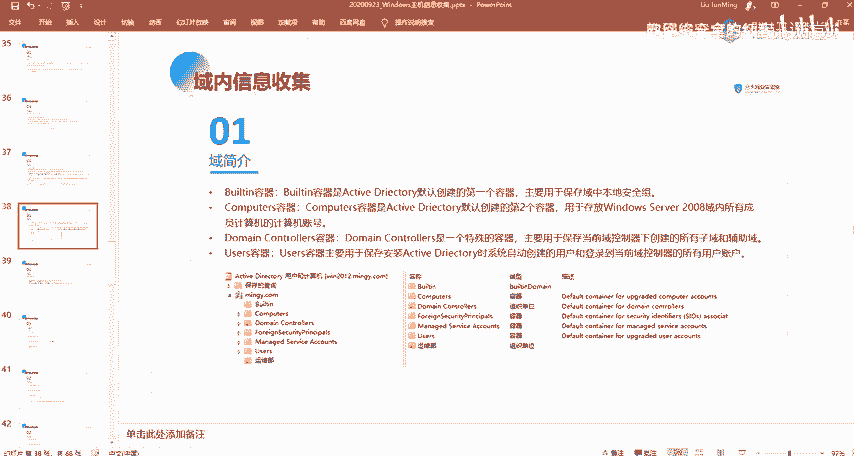 20200923_Windows主机信息收集.pptx - PowerPoint
Liu JunMing
文件 开始 插入 设计 切换 动画 幻灯片放映 审阅 视图 加载项 帮助 百度网盘 操作说明搜索
35
36
37
38
39
40
41
42
域内信息收集
01
域简介
• Builtin容器：Builtin容器是Active Driectory默认创建的第一个容器，主要用于保存域中本地安全组。
• Computers容器：Computers容器是Active Driectory默认创建的第2个容器，用于存放Windows Server 2008域内所有成
员计算机的计算机账号。
• Domain Controllers容器：Domain Controllers是一个特殊的容器，主要用于保存当前域控制器下创建的所有子域和辅助域。
• Users容器：Users容器主要用于保存安装Active Driectory时系统自动创建的用户和登录到当前域控制器的所有用户账户。
Active Directory 用户和计算机 [win2012.mingy.com]
保存的查询
mingy.com
Builtin
Computers
Domain Controllers
ForeignSecurityPrincipals
Managed Service Accounts
Users
运维部
名称 类型 描述
Builtin builtinDomain
Computers 容器 Default container for upgraded computer accounts
Domain Controllers 组织单位 Default container for domain controllers
ForeignSecurityPrincipals 容器 Default container for security identifiers (SIDs) associat
Managed Service Accounts 容器 Default container for managed service accounts
Users 容器 Default container for upgraded user accounts
运维部 组织单位
单击此处添加备注
幻灯片 第 38 张，共 68 张 中文(中国) 备注 批注 97%